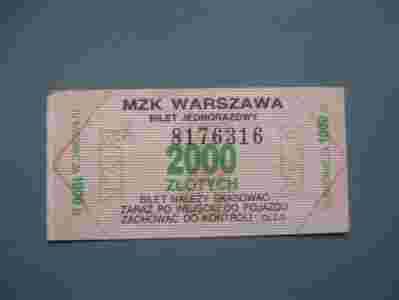 MZK WARSZAWA
BILET JEDNORAZOWY
8176316
2000
ZŁOTYCH
BILET NALEŻY SKASOWAĆ
ZARAZ PO WEJŚCIU DO POJAZDU
ZACHOWAĆ DO KONTROLI